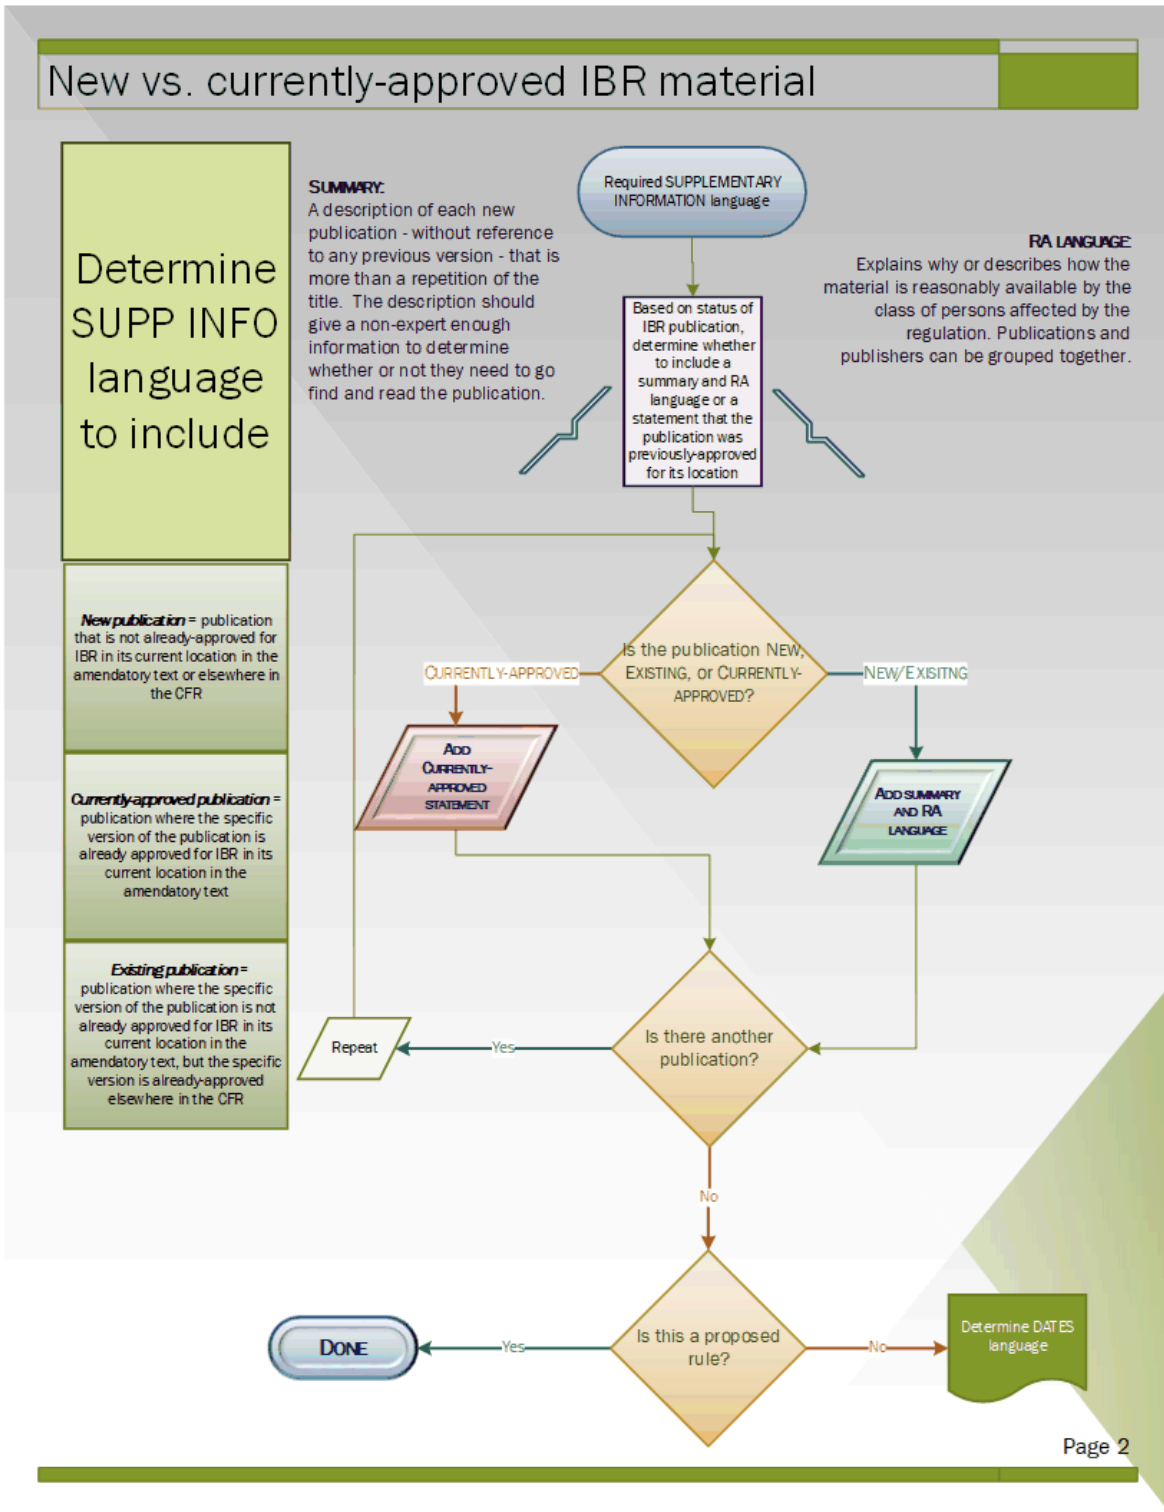 New vs. currently-approved IBR material
Determine
SUPP INFO
language
to include
SUMMARY:
A description of each new
publication - without reference
to any previous version - that is
more than a repetition of the
title. The description should
give a non-expert enough
information to determine
whether or not they need to go
find and read the publication.
Required SUPPLEMENTARY
INFORMATION language
RA LANGUAGE:
Explains why or describes how the
material is reasonably available by the
class of persons affected by the
regulation. Publications and
publishers can be grouped together.
Based on status of
IBR publication,
determine whether
to include a
summary and RA
language or a
statement that the
publication was
previously-approved
for its location
New publication = publication
that is not already-approved for
IBR in its current location in the
amendatory text or elsewhere in
the CFR
Currently-approved publication =
publication where the specific
version of the publication is
already approved for IBR in its
current location in the
amendatory text
Existing publication =
publication where the specific
version of the publication is not
already approved for IBR in its
current location in the
amendatory text, but the specific
version is already-approved
elsewhere in the CFR
Is the publication NEW,
EXISTING, or CURRENTLY-
APPROVED?
CURRENTLY-APPROVED
NEW/EXISITNG
ADD
CURRENTLY-
APPROVED
STATEMENT
ADD SUMMARY
AND RA
LANGUAGE
Is there another
publication?
Yes
Repeat
No
Is this a proposed
rule?
Yes
DONE
No
Determine DATES
language
Page 2